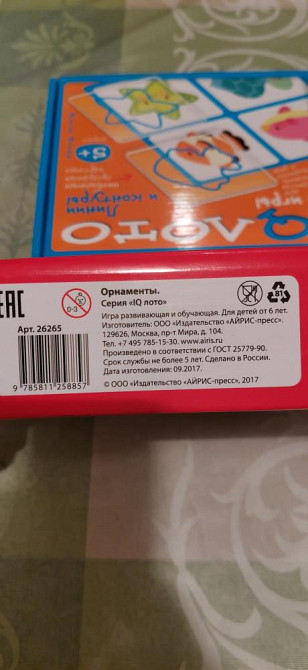 5+
Линии
и контуры
игры
IQ ЛОТО
EAC
0-3
Арт. 26265
9 785811 258857
Орнаменты.
Серия «IQ лото»
81
Игра развивающая и обучающая. Для детей от 6 лет.
Изготовитель: ООО «Издательство «АЙРИС-пресс».
129626, Москва, пр-т Мира, д. 104.
Тел. +7 495 785-15-30. www.airis.ru
Произведено в соответствии с ГОСТ 25779-90.
Срок службы не более 5 лет. Сделано в России.
Дата изготовления: 09.2017.
© ООО «Издательство «АЙРИС-пресс», 2017